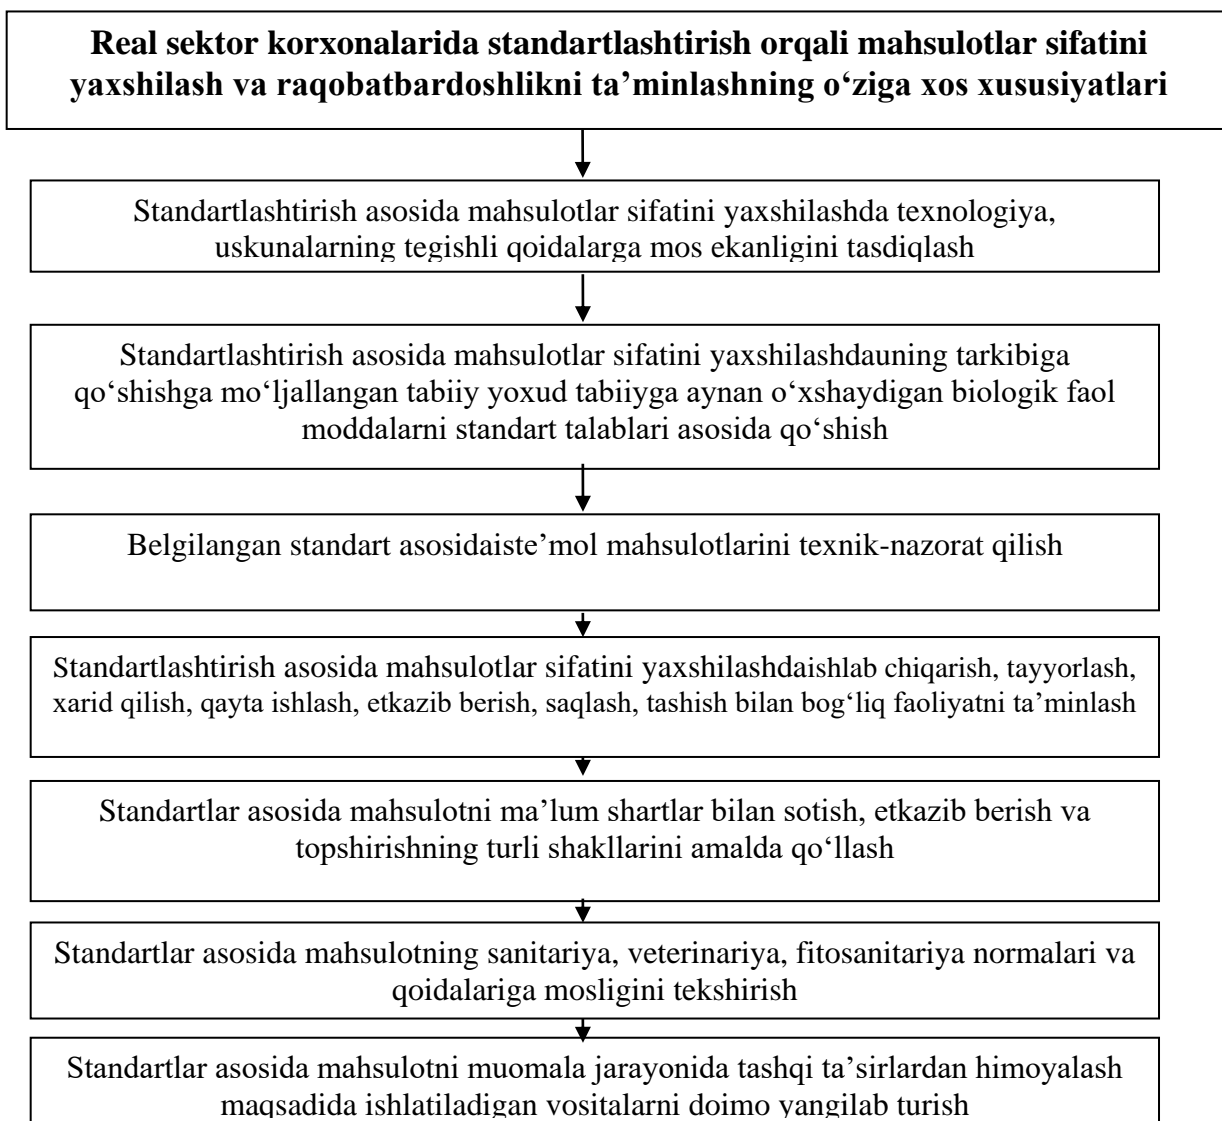 Real sektor korxonalarida standartlashtirish orqali mahsulotlar sifatini
yaxshilash va raqobatbardoshlikni ta’minlashning o‘ziga xos xususiyatlari
Standartlashtirish asosida mahsulotlar sifatini yaxshilashda texnologiya,
uskunalarning tegishli qoidalarga mos ekanligini tasdiqlash
Standartlashtirish asosida mahsulotlar sifatini yaxshilashdauning tarkibiga
qo‘shishga mo‘ljallangan tabiiy yoxud tabiiyga aynan o‘xshaydigan biologik faol
moddalarni standart talablari asosida qo‘shish
Belgilangan standart asosidaiste’mol mahsulotlarini texnik-nazorat qilish
Standartlashtirish asosida mahsulotlar sifatini yaxshilashdaishlab chiqarish, tayyorlash,
xarid qilish, qayta ishlash, etkazib berish, saqlash, tashish bilan bog‘liq faoliyatni ta’minlash
Standartlar asosida mahsulotni ma’lum shartlar bilan sotish, etkazib berish va
topshirishning turli shakllarini amalda qo‘llash
Standartlar asosida mahsulotning sanitariya, veterinariya, fitosanitariya normalari va
qoidalariga mosligini tekshirish
Standartlar asosida mahsulotni muomala jarayonida tashqi ta’sirlardan himoyalash
maqsadida ishlatiladigan vositalarni doimo yangilab turish